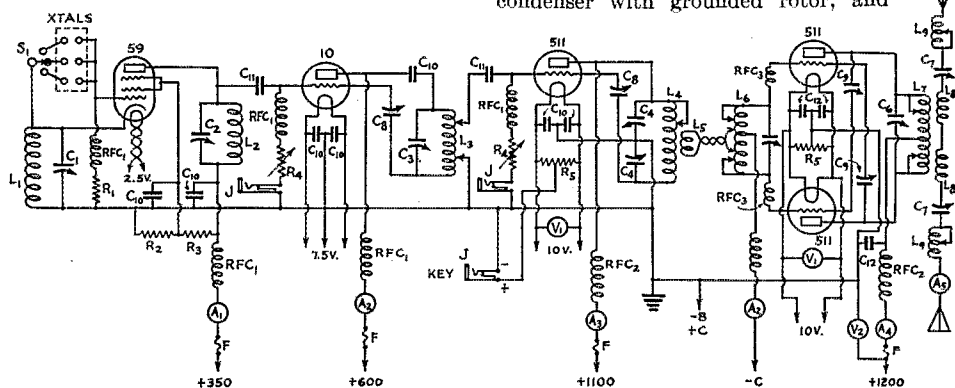 condenser with grounded rotor, and
XTALS
S1
59
10
511
511
L9
C7
L8
C11
C10
C11
C8
C4
L4
RFC3
C9
C6
L7
L6
L5
C12
C1
L1
RFC1
C2
L2
RFC1
R4
C8
C3
L3
RFC1
R4
C10
C10
C10
C4
R5
R5
C9
2.5V.
R1
C10
C10
J
J
RFC3
L8
C7
R2
R3
RFC1
7.5V.
RFC1
KEY
J
-
+
V1
10V.
RFC2
511
V1
C12
RFC2
L9
-B
+C
A1
A2
A3
A2
10V.
V2
A4
A5
F
F
F
+350
+600
+1100
-C
+1200